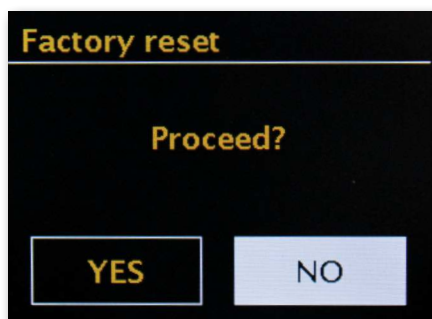 Factory reset
Proceed?
YES
NO